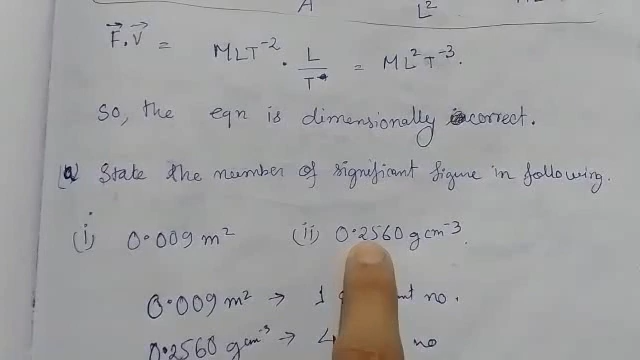 A L²
F⃗.V⃗ = MLT⁻² · L/T = ML²T⁻³.
So, the eqn is dimensionally correct.
Q State the number of significant figure in following.
(i) 0.009 m² (ii) 0.2560 g cm⁻³.
0.009 m² → 1 no.
0.2560 g cm⁻³ → 4 no